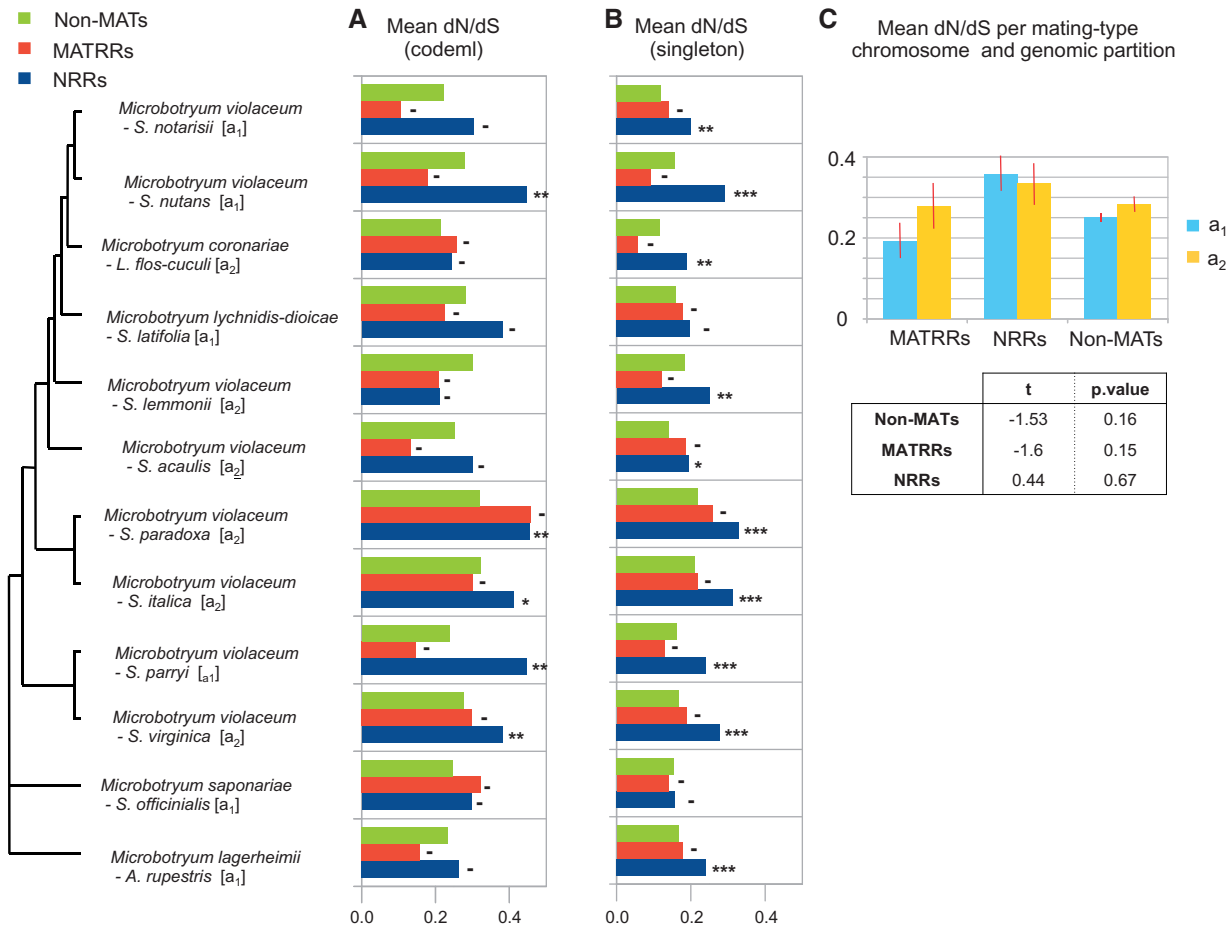 Non-MATs
MATRRs
NRRs
A
Mean dN/dS
(codeml)
B
Mean dN/dS
(singleton)
C
Mean dN/dS per mating-type
chromosome and genomic partition
Microbotryum violaceum
- S. notarisii [a1]
- -
- **
Microbotryum violaceum
- S. nutans [a1]
- **
- ***
Microbotryum coronariae
- L. flos-cuculi [a2]
- -
- **
Microbotryum lychnidis-dioicae
- S. latifolia [a1]
- -
- -
Microbotryum violaceum
- S. lemmonii [a2]
- -
- **
Microbotryum violaceum
- S. acaulis [a2]
- -
- *
Microbotryum violaceum
- S. paradoxa [a2]
- **
- ***
Microbotryum violaceum
- S. italica [a2]
- *
- ***
Microbotryum violaceum
- S. parryi [a1]
- **
- ***
Microbotryum violaceum
- S. virginica [a2]
- **
- ***
Microbotryum saponariae
- S. officinialis [a1]
- -
- -
Microbotryum lagerheimii
- A. rupestris [a1]
- -
- ***
0.0 0.2 0.4
0.0 0.2 0.4
0.4
0.2
0
MATRRs NRRs Non-MATs
a1
a2
t p.value
Non-MATs -1.53 0.16
MATRRs -1.6 0.15
NRRs 0.44 0.67